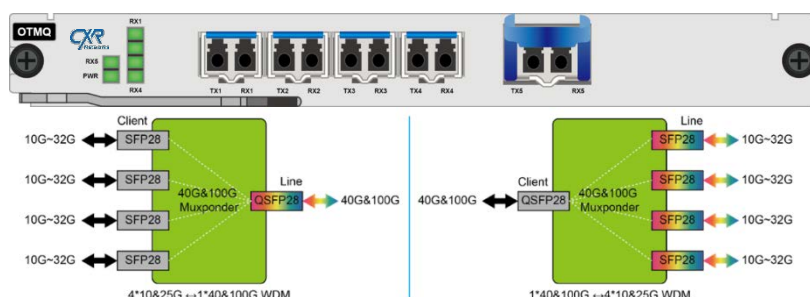 OTMQ
CXR
Networks
RX1
RX5
PWR
RX4
TX1 RX1 TX2 RX2 TX3 RX3 TX4 RX4 TX5 RX5
Client
10G~32G SFP28
10G~32G SFP28
40G&100G
Muxponder
Line
QSFP28 40G&100G
10G~32G SFP28
10G~32G SFP28
4*10&25G ↔1*40&100G WDM
Line
SFP28 10G~32G
SFP28 10G~32G
Client
40G&100G QSFP28
40G&100G
Muxponder
SFP28 10G~32G
SFP28 10G~32G
1*40&100G ↔4*10&25G WDM